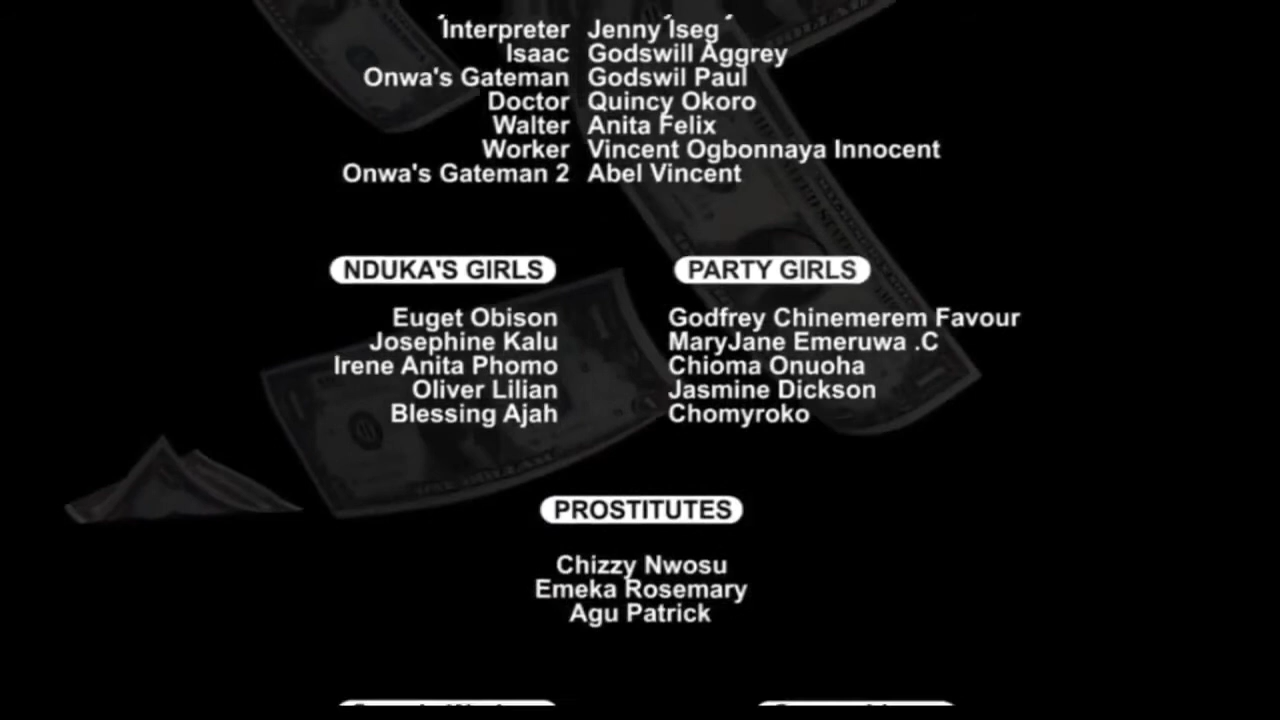 Interpreter Jenny Iseg
Isaac Godswill Aggrey
Onwa's Gateman Godswil Paul
Doctor Quincy Okoro
Walter Anita Felix
Worker Vincent Ogbonnaya Innocent
Onwa's Gateman 2 Abel Vincent
NDUKA'S GIRLS
Euget Obison
Josephine Kalu
Irene Anita Phomo
Oliver Lilian
Blessing Ajah
PARTY GIRLS
Godfrey Chinemerem Favour
MaryJane Emeruwa .C
Chioma Onuoha
Jasmine Dickson
Chomyroko
PROSTITUTES
Chizzy Nwosu
Emeka Rosemary
Agu Patrick